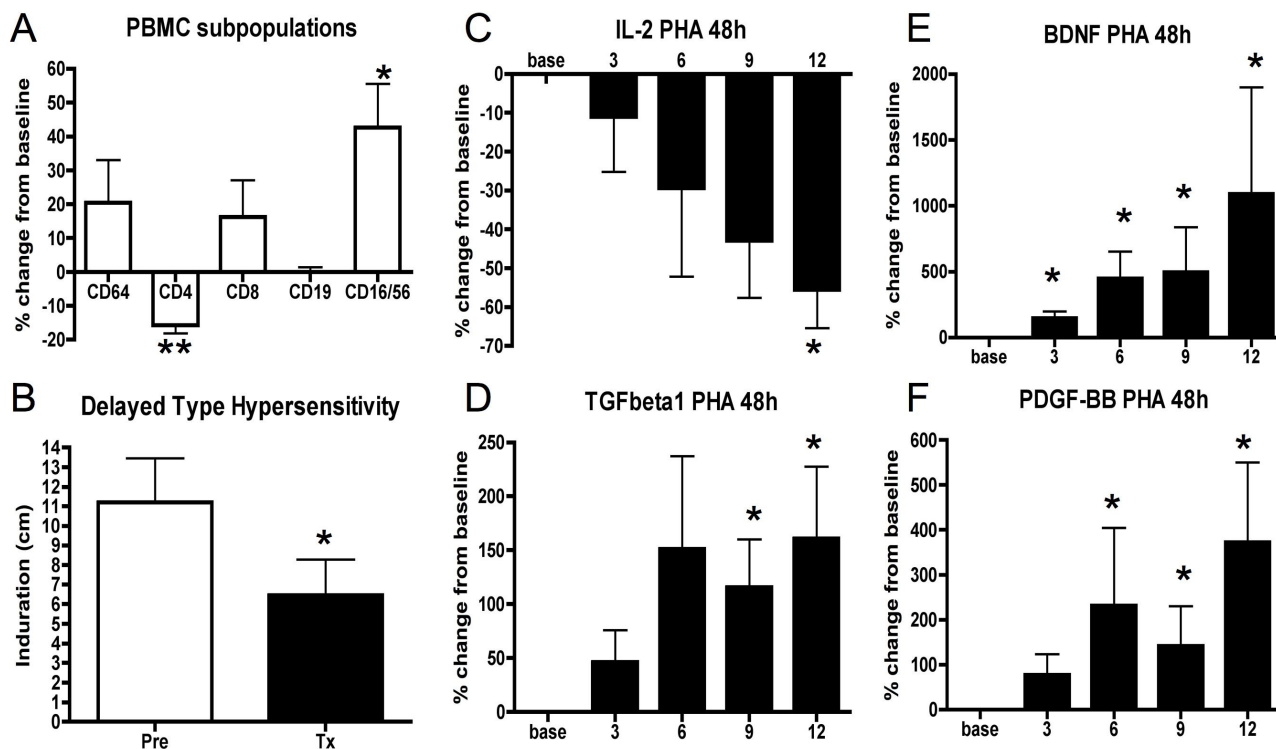 A
PBMC subpopulations
% change from baseline
60
50
40
30
20
10
0
-10
-20
CD64
CD4
CD8
CD19
CD16/56
*
**
B
Delayed Type Hypersensitivity
Induration (cm)
14
13
12
11
10
9
8
7
6
5
4
3
2
1
0
*
Pre
Tx
C
IL-2 PHA 48h
base
3
6
9
12
% change from baseline
0
-10
-20
-30
-40
-50
-60
-70
*
D
TGFbeta1 PHA 48h
% change from baseline
250
200
150
100
50
0
*
*
base
3
6
9
12
E
BDNF PHA 48h
% change from baseline
2000
1500
1000
500
0
*
*
*
*
base
3
6
9
12
F
PDGF-BB PHA 48h
% change from baseline
600
500
400
300
200
100
0
*
*
*
base
3
6
9
12